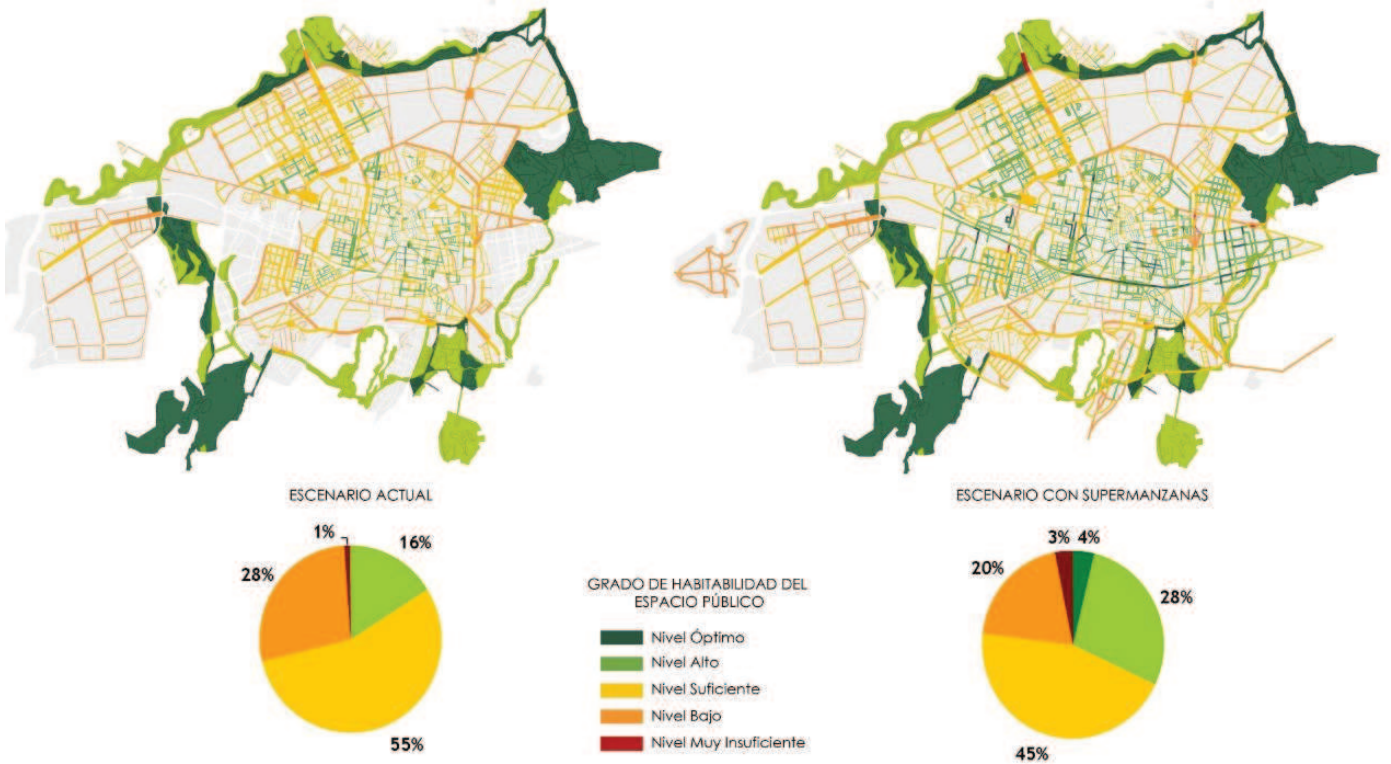 ESCENARIO ACTUAL
ESCENARIO CON SUPERMANZANAS
1%
16%
28%
55%
GRADO DE HABITABILIDAD DEL
ESPACIO PÚBLICO
Nivel Óptimo
Nivel Alto
Nivel Suficiente
Nivel Bajo
Nivel Muy Insuficiente
3%
4%
20%
28%
45%